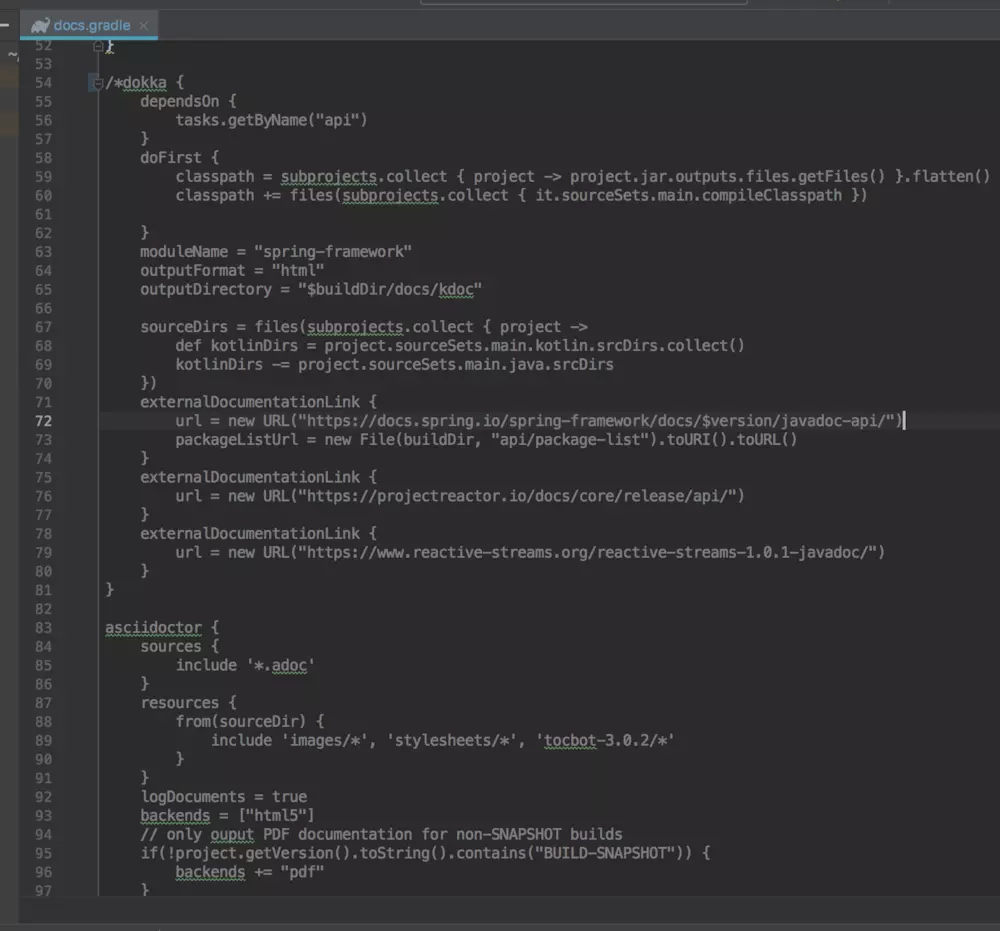 docs.gradle
52 }
53
54 /*dokka {
55     dependsOn {
56         tasks.getByName("api")
57     }
58     doFirst {
59         classpath = subprojects.collect { project -> project.jar.outputs.files.getFiles() }.flatten()
60         classpath += files(subprojects.collect { it.sourceSets.main.compileClasspath })
61
62     }
63     moduleName = "spring-framework"
64     outputFormat = "html"
65     outputDirectory = "$buildDir/docs/kdoc"
66
67     sourceDirs = files(subprojects.collect { project ->
68         def kotlinDirs = project.sourceSets.main.kotlin.srcDirs.collect()
69         kotlinDirs -= project.sourceSets.main.java.srcDirs
70     })
71     externalDocumentationLink {
72         url = new URL("https://docs.spring.io/spring-framework/docs/$version/javadoc-api/")
73         packageListUrl = new File(buildDir, "api/package-list").toURI().toURL()
74     }
75     externalDocumentationLink {
76         url = new URL("https://projectreactor.io/docs/core/release/api/")
77     }
78     externalDocumentationLink {
79         url = new URL("https://www.reactive-streams.org/reactive-streams-1.0.1-javadoc/")
80     }
81 }
82
83 asciidoctor {
84     sources {
85         include '*.adoc'
86     }
87     resources {
88         from(sourceDir) {
89             include 'images/*', 'stylesheets/*', 'tocbot-3.0.2/*'
90         }
91     }
92     logDocuments = true
93     backends = ["html5"]
94     // only ouput PDF documentation for non-SNAPSHOT builds
95     if(!project.getVersion().toString().contains("BUILD-SNAPSHOT")) {
96         backends += "pdf"
97     }